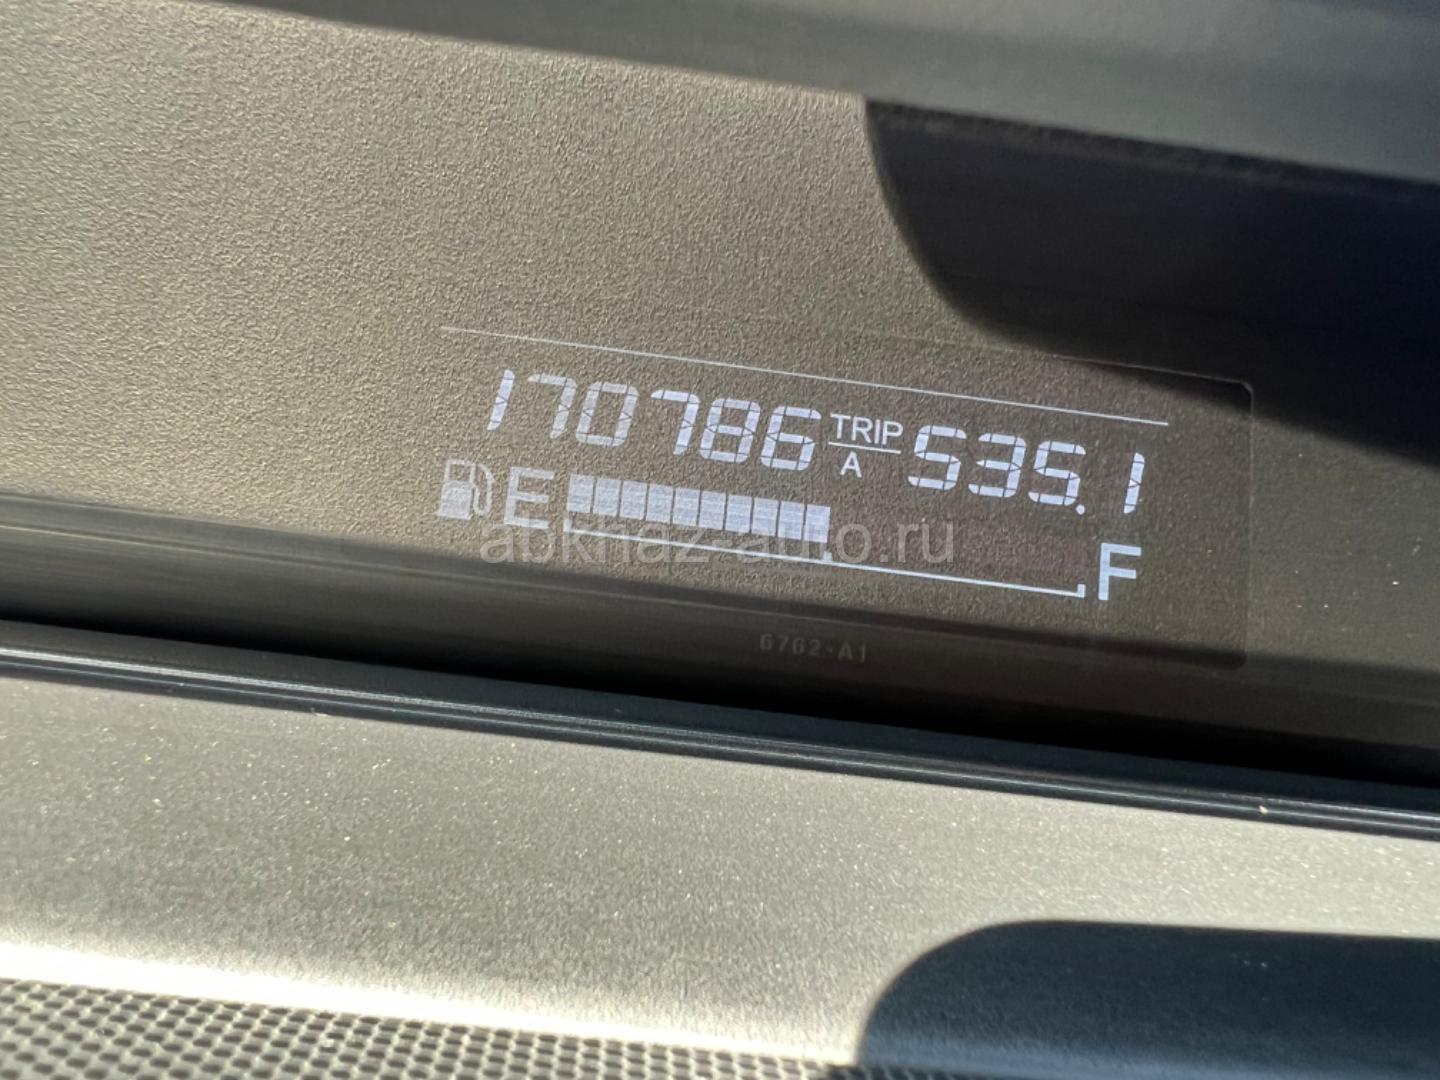 170786 TRIP A 535.1
E F
abkhaz-auto.ru
6762-A1